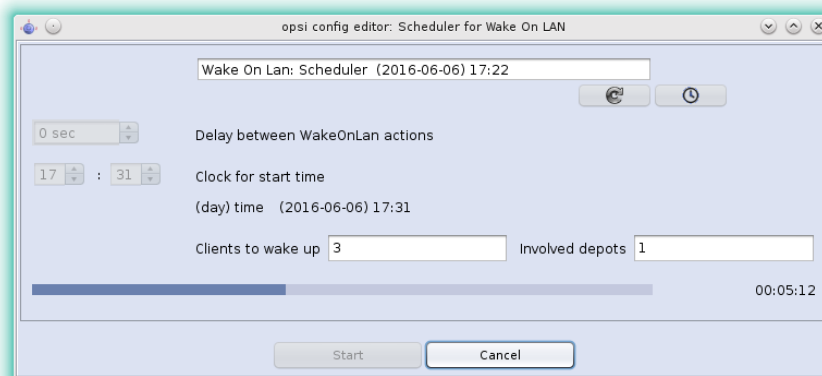 opsi config editor: Scheduler for Wake On LAN
Wake On Lan: Scheduler (2016-06-06) 17:22
0 sec Delay between WakeOnLan actions
17 : 31 Clock for start time
(day) time (2016-06-06) 17:31
Clients to wake up 3 Involved depots 1
00:05:12
Start Cancel